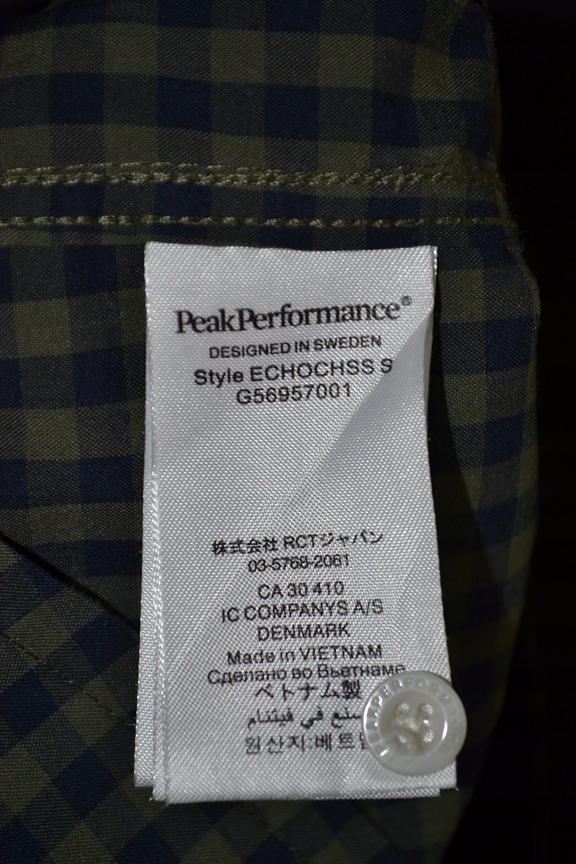 PeakPerformance®
DESIGNED IN SWEDEN
Style ECHOCHSS S
G56957001
株式会社 RCTジャパン
03-5768-2061
CA 30 410
IC COMPANYS A/S
DENMARK
Made in VIETNAM
Сделано во Вьетнаме
ベトナム製
في فيتنام
원산지:베트